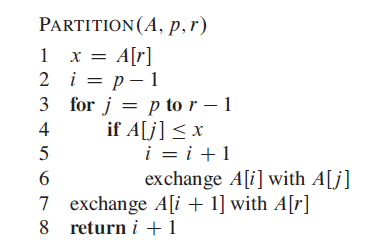 PARTITION(A, p, r)
1 x = A[r]
2 i = p − 1
3 for j = p to r − 1
4 if A[j] ≤ x
5 i = i + 1
6 exchange A[i] with A[j]
7 exchange A[i + 1] with A[r]
8 return i + 1